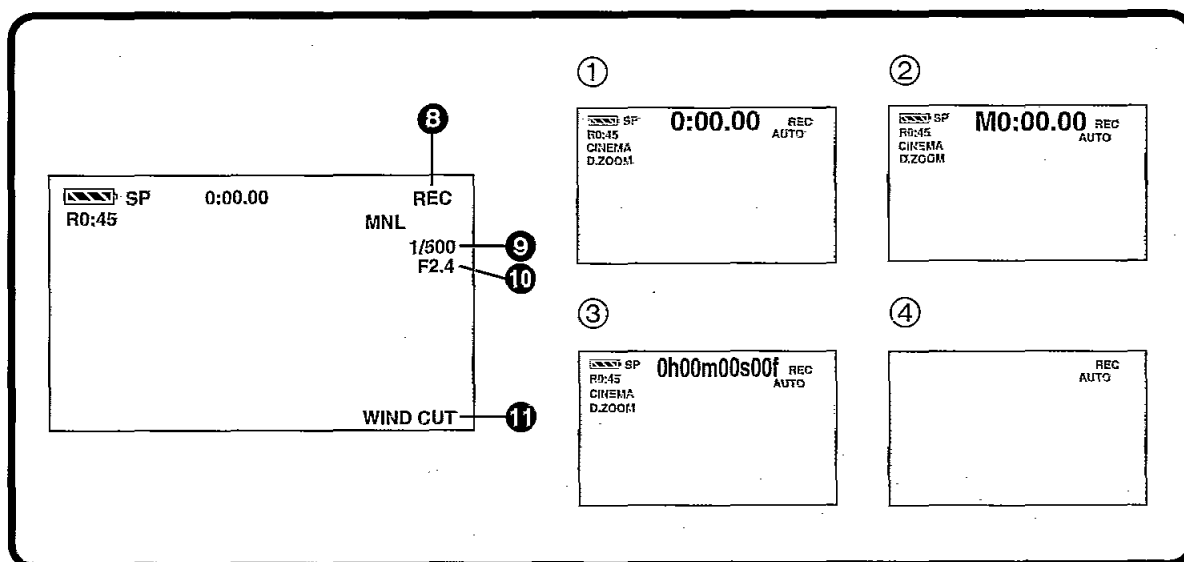 8
SP 0:00.00 REC
R0:45
MNL
1/500 9
F2.4 10
WIND CUT 11
①
SP 0:00.00 REC
R0:45 AUTO
CINEMA
D.ZOOM
②
SP M0:00.00 REC
R0:45 AUTO
CINEMA
D.ZOOM
③
SP 0h00m00s00f REC
R0:45 AUTO
CINEMA
D.ZOOM
④
REC
AUTO